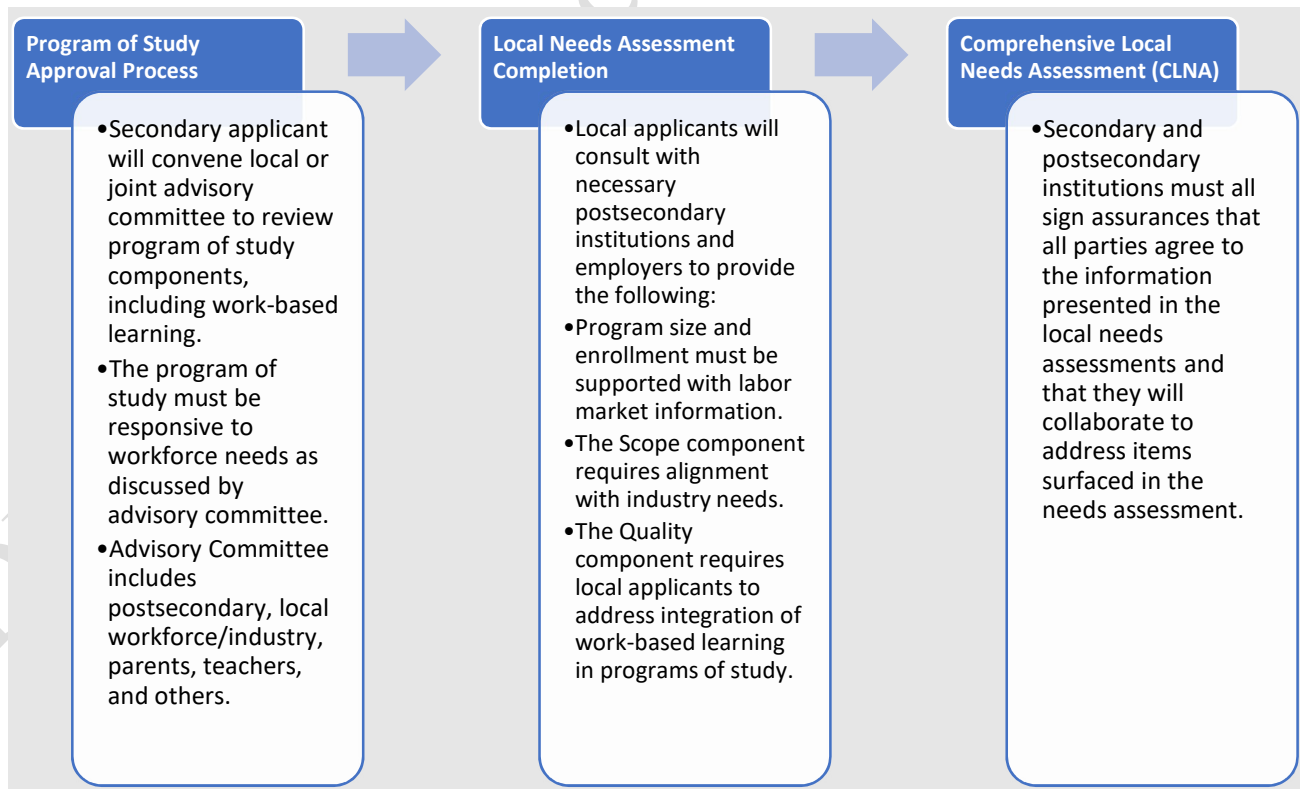 Program of Study
Approval Process
•Secondary applicant
will convene local or
joint advisory
committee to review
program of study
components,
including work-based
learning.
•The program of
study must be
responsive to
workforce needs as
discussed by
advisory committee.
•Advisory Committee
includes
postsecondary, local
workforce/industry,
parents, teachers,
and others.
Local Needs Assessment
Completion
•Local applicants will
consult with
necessary
postsecondary
institutions and
employers to provide
the following:
•Program size and
enrollment must be
supported with labor
market information.
•The Scope component
requires alignment
with industry needs.
•The Quality
component requires
local applicants to
address integration of
work-based learning
in programs of study.
Comprehensive Local
Needs Assessment (CLNA)
•Secondary and
postsecondary
institutions must all
sign assurances that
all parties agree to
the information
presented in the
local needs
assessments and
that they will
collaborate to
address items
surfaced in the
needs assessment.